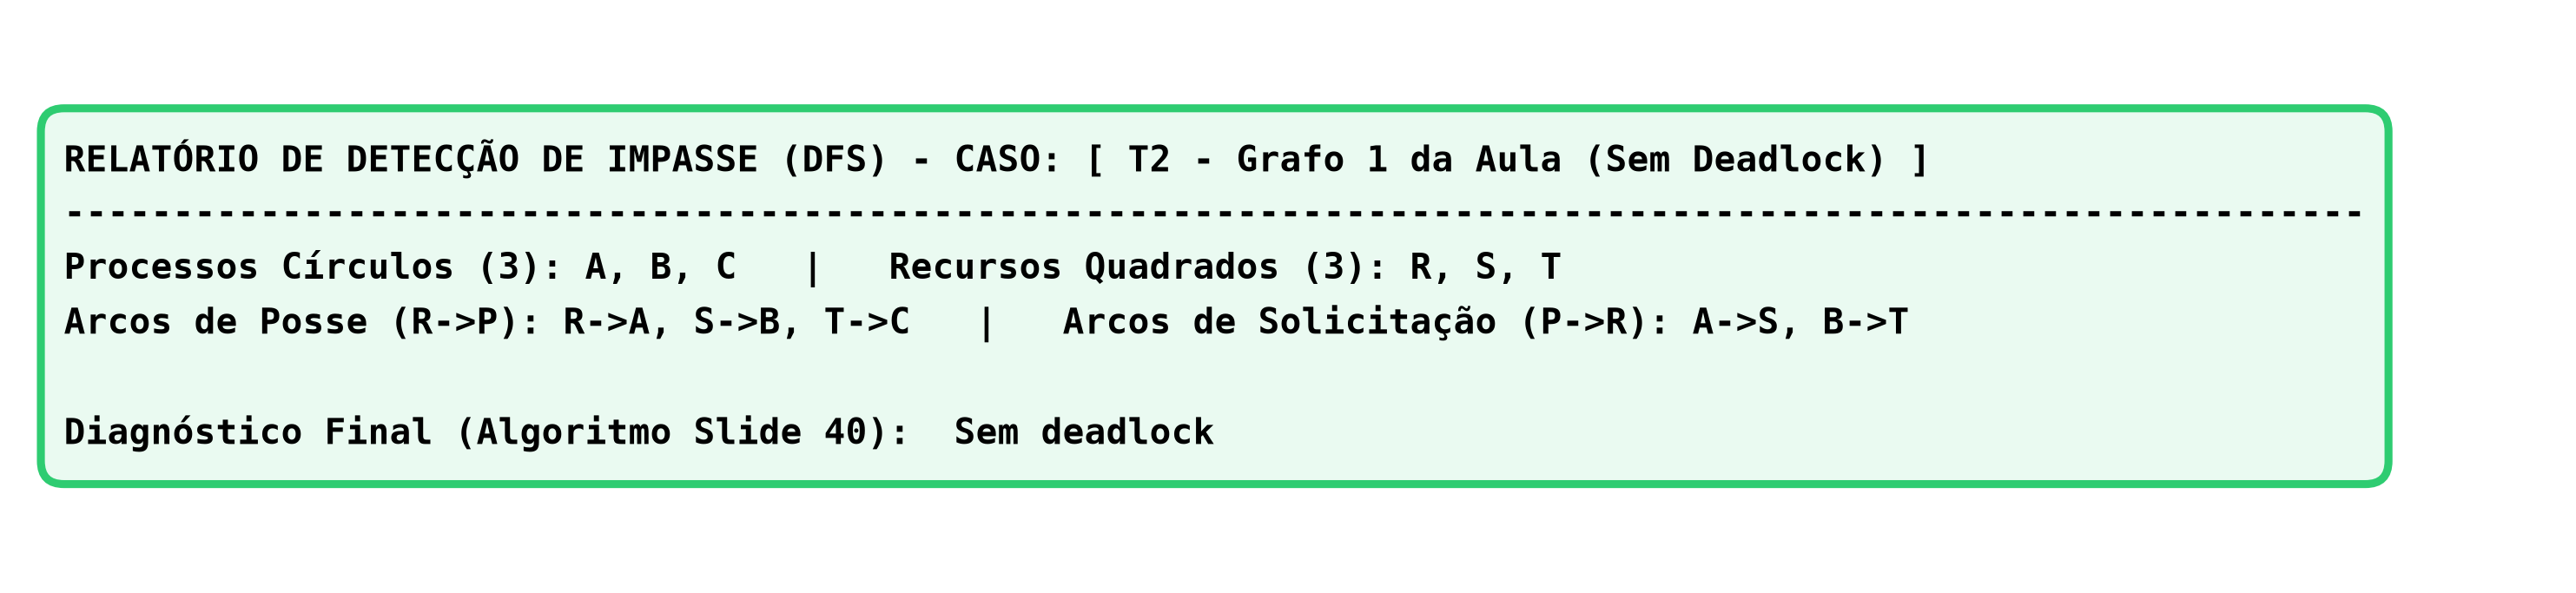 RELATÓRIO DE DETECÇÃO DE IMPASSE (DFS) - CASO: [ T2 - Grafo 1 da Aula (Sem Deadlock) ]
----------------------------------------------------------------------------------------------------------
Processos Círculos (3): A, B, C   |   Recursos Quadrados (3): R, S, T
Arcos de Posse (R->P): R->A, S->B, T->C   |   Arcos de Solicitação (P->R): A->S, B->T
Diagnóstico Final (Algoritmo Slide 40):  Sem deadlock